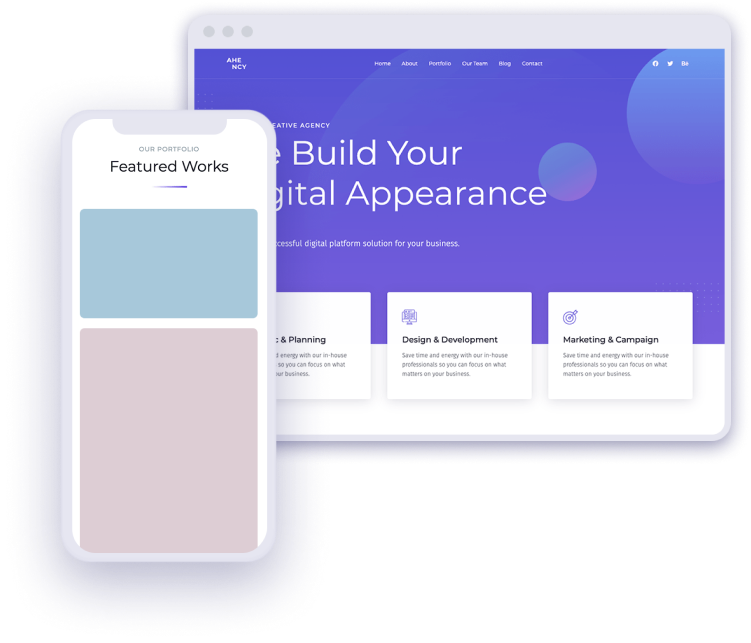 AHE
NCY
Home About Portfolio Our Team Blog Contact
Bē
AGENCY
Build Your
Appearance
digital platform solution for your business.
& Planning
energy with our in-house
so you can focus on what
your business.
Design & Development
Save time and energy with our in-house
professionals so you can focus on what
matters on your business.
Marketing & Campaign
Save time and energy with our in-house
professionals so you can focus on what
matters on your business.
OUR PORTFOLIO
Featured Works